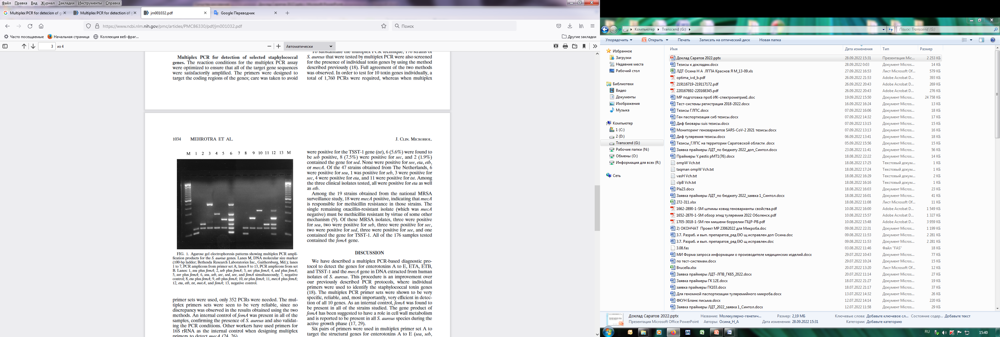 Файл Правка Вид Журнал Закладки Инструменты Справка
Multiplex PCR for detecion of g
Multiplex PCR for detection of g
jm001032.pdf
Google Переводчик
https://www.ncbi.nlm.nih.gov/pmc/articles/PMC86330/pdf/jm001032.pdf
Поиск
Часто посещаемые
Начальная страница
Коллекция веб-фраг...
Другие закладки
3 из 4
Автоматически
To substantiate the multiplex PCR technique, 176 strains of
Multiplex PCR for detection of selected staphylococcal
genes. The reaction conditions for the multiplex PCR assay
were optimized to ensure that all of the target gene sequences
were satisfactorily amplified. The primers were designed to
target the coding regions of the genes; care was taken to avoid
S. aureus that were tested by multiplex PCR were also screened
for the presence of individual toxin genes by using the method
described previously (18). Full agreement of the two methods
was observed. In order to test for 10 toxin genes individually, a
total of 1,760 PCRs were required, whereas when multiplex
1034 MEHROTRA ET AL.
J. CLIN. MICROBIOL.
M 1 2 3 4 5 6 7 8 9 10 11 12 13 M
FIG. 1. Agarose gel electrophoresis patterns showing multiplex PCR ampli-
fication products for the S. aureus genes. Lanes M, DNA molecular size marker
(100-bp ladder; Bethesda Research Laboratories Inc., Gaithersburg, Md.); lanes
1 to 7, PCR amplicons from primer set A; lanes 8 to 13, PCR amplicons from set
B. Lanes: 1, sea plus femA; 2, seb plus femA; 3, sec plus femA; 4, sed plus femA;
5, see plus femA; 6, sea, seb, sec, sed, see, and femA simultaneously; 7, negative
control; 8, eta plus femA; 9, etb plus femA; 10, tst plus femA; 11, mecA plus femA;
12, eta, etb, tst, mecA, and femA; 13, negative control.
primer sets were used, only 352 PCRs were needed. The mul-
tiplex primers sets were seen to be very reliable, since no
discrepancy was observed in the results obtained using the two
methods. An internal control of femA was present in all of the
samples, confirming the presence of S. aureus and also validat-
ing the PCR conditions. Other workers have used primers for
16S rRNA as the internal control when designing multiplex
primers to detect mecA (24, 26).
were positive for the TSST-1 gene (tst), 6 (5.6%) were found to
be seb positive, 8 (7.5%) were positive for sec, and 2 (1.9%)
contained the gene for sed. None were positive for see, eta, etb,
or mecA. Of the 47 strains obtained from The Netherlands, 6
were positive for sea, 1 was positive for seb, 3 were positive for
sec, 4 were positive for eta, and 11 were positive for tst. Among
the three clinical isolates tested, all were positive for eta as well
as etb.
Among the 19 strains obtained from the national MRSA
surveillance study, 18 were mecA positive, indicating that mecA
is responsible for methicillin resistance in those strains. The
single remaining oxacillin-resistant isolate (which was mecA
negative) must be methicillin resistant by virtue of some other
mechanism (9). Of these MRSA isolates, three were positive
for sea, two were positive for seb, three were positive for sec,
two were positive for sed, three were positive for see, and one
contained the gene for TSST-1. All of the 176 samples tested
contained the femA gene.
DISCUSSION
We have described a multiplex PCR-based diagnostic pro-
tocol to detect the genes for enterotoxins A to E, ETA, ETB,
and TSST-1 and the mecA gene in DNA extracted from human
isolates of S. aureus. This procedure is an improvement over
our previously described PCR protocols, where individual
primers were used to identify the staphylococcal toxin genes
(18). The multiplex PCR primer sets were shown to be very
specific, reliable, and, most importantly, very efficient in detec-
tion of all 10 genes. As an internal control, femA was found to
be present in all of the strains studied. The gene product of
femA has been suggested to have a role in cell wall metabolism
and is reported to be present in all S. aureus species during the
active growth phase (17, 29).
Six pairs of primers were used in multiplex primer set A to
target the structural genes for enterotoxins A to E (sea, seb,
Компьютер Transcend (G:)
Поиск: Transcend (G:)
Упорядочить Открыть Печать Записать на оптический диск Новая папка
Избранное
Загрузки
Недавние места
Рабочий стол
Библиотеки
Видео
Документы
Изображения
Музыка
Компьютер
1 (C:)
2 (D:)
Transcend (G:)
Рабочие папки (N:)
Обмены (O:)
Информация для всех (R:)
Сеть
Имя Дата изменения Тип Размер
Доклад Саратов 2022.pptx 28.09.2022 15:31 Презентация Mic... 2 253 КБ
Тезисы к докладам.docx 28.09.2022 0:03 Документ Micros... 14 КБ
ЛДТ Осина Н А ЛГПА Краснов Я М_13-09.xls 27.09.2022 16:53 Лист Microsoft Of... 579 КБ
optima_ivd_b.pdf 26.09.2022 21:53 Adobe Acrobat D... 393 КБ
219116719-219117172.pdf 26.09.2022 20:43 Adobe Acrobat D... 269 КБ
220167692-220168345.pdf 26.09.2022 20:43 Adobe Acrobat D... 276 КБ
МР подготовка проб ИК-спектрометрия1.doc 19.09.2022 15:50 Документ Micros... 24 758 КБ
Тест-системы регистрация 2018-2022.docx 16.09.2022 16:24 Документ Micros... 13 КБ
Тезисы ГЛПС.docx 07.09.2022 16:06 Документ Micros... 18 КБ
Ген паспортизация сиб тезисы.docx 07.09.2022 14:32 Документ Micros... 17 КБ
Диф биовары suis тезисы.docx 07.09.2022 13:15 Документ Micros... 15 КБ
Мониторинг геновариантов SARS-CoV-2 2021 тезисы.docx 07.09.2022 13:13 Документ Micros... 16 КБ
Диф туляремия тезисы.docx 06.09.2022 13:41 Документ Micros... 18 КБ
Тезисы_ГЛПС на территории Саратовской области .docx 05.09.2022 15:56 Документ Micros... 15 КБ
Заявка праймеры ЛДТ_по бюджету 2022_доп_Синтол.docx 23.08.2022 11:41 Документ Micros... 56 КБ
Праймеры Y.pestis pMT1(76).docx 18.08.2022 22:22 Документ Micros... 14 КБ
ompW Vch.txt 18.08.2022 17:25 Текстовый докум... 1 КБ
taqman ompW Vch.txt 18.08.2022 17:24 Текстовый докум... 1 КБ
vasH Vch.txt 18.08.2022 16:29 Текстовый докум... 2 КБ
clpB Vch.txt 18.08.2022 16:16 Текстовый докум... 1 КБ
Pla23.docx 18.08.2022 16:03 Документ Micros... 23 КБ
Заявка праймеры ЛДТ_по бюджету 2022_заявка 1_Синтол.docx 18.08.2022 16:01 Документ Micros... 41 КБ
272-311.xlsx 18.08.2022 11:08 Лист Microsoft Of... 11 КБ
1662-2890-1-SM штммы ковид геноварианты свойства.pdf 10.08.2022 16:00 Adobe Acrobat D... 1 549 КБ
1652-2870-1-SM обзор эпид туляремия 2022 Оболенск.pdf 10.08.2022 15:57 Adobe Acrobat D... 1 327 КБ
1705-3018-1-SM ген мишени боррелии ПЦР-РВ.pdf 10.08.2022 15:48 Adobe Acrobat D... 3 959 КБ
2) ОКОНЧАТ Проект МР 23062022 для Микроба.doc 09.08.2022 22:31 Документ Micros... 1 199 КБ
3.7. Разраб. и вып. препаратов_ред ЕЮ щ исправлен доп Осина.doc 09.08.2022 11:53 Документ Micros... 2 281 КБ
3.7. Разраб. и вып. препаратов_ред ЕЮ щ исправлен.doc 09.08.2022 11:53 Документ Micros... 2 281 КБ
3.08.fas 03.08.2022 11:46 Файл "FAS" 18 КБ
МИ Форма запроса информации о производителе медицинских изделий.docx 29.07.2022 10:43 Документ Micros... 77 КБ
по тест-системам.docx 29.07.2022 10:24 Документ Micros... 15 КБ
Brucella.xlsx 20.07.2022 13:20 Лист Microsoft Of... 12 КБ
Заявка праймеры ЛДТ-ЛПВ_ГК65_2022.docx 20.07.2022 11:14 Документ Micros... 27 КБ
Заявка праймеры ГК 12Е.docx 18.07.2022 21:27 Документ Micros... 19 КБ
заявка праймеры ГК103.docx 18.07.2022 21:17 Документ Micros... 37 КБ
Для геномной паспортизации туляремийного микроба.docx 13.07.2022 14:32 Документ Micros... 26 КБ
ФКУН Бланк письма.docx 12.07.2022 14:14 Документ Micros... 220 КБ
Заявка праймеры ЛДТ_2022_заявка 1_Синтол.docx 12.07.2022 11:58 Документ Micros... 29 КБ
Доклад Саратов 2022.pptx Название: Молекулярно-генетич... Размер: 2,19 МБ Ключевые слова: Добавьте ключевое сл... Состояние содер... Добавьте текст
Презентация Microsoft Office PowerPoint Авторы: Осина_Н_А Дата изменения: 28.09.2022 15:31 Категории: Добавьте категорию
RU 15:40